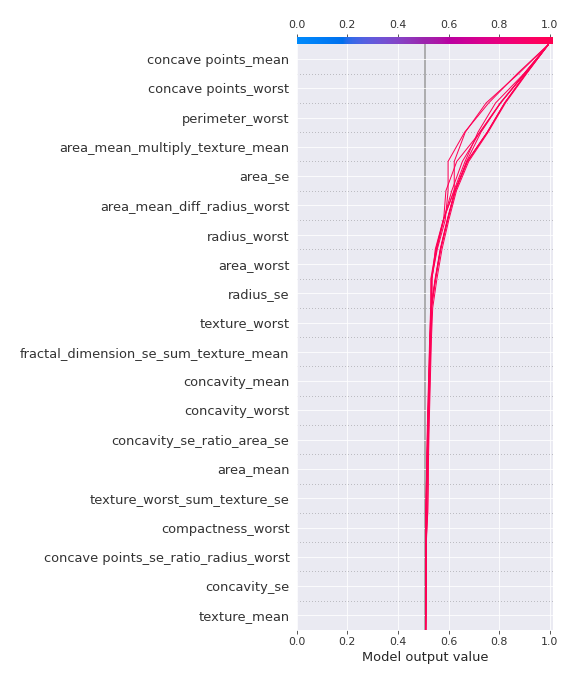 0.0 0.2 0.4 0.6 0.8 1.0
concave points_mean
concave points_worst
perimeter_worst
area_mean_multiply_texture_mean
area_se
area_mean_diff_radius_worst
radius_worst
area_worst
radius_se
texture_worst
fractal_dimension_se_sum_texture_mean
concavity_mean
concavity_worst
concavity_se_ratio_area_se
area_mean
texture_worst_sum_texture_se
compactness_worst
concave points_se_ratio_radius_worst
concavity_se
texture_mean
0.0 0.2 0.4 0.6 0.8 1.0
Model output value